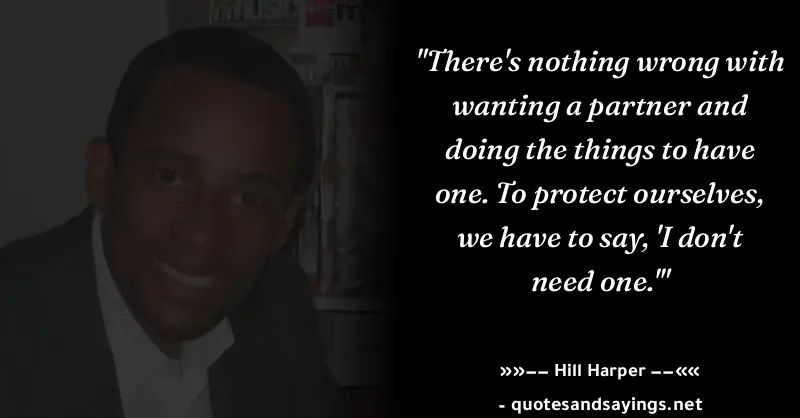 MUSIC
"There's nothing wrong with
wanting a partner and
doing the things to have
one. To protect ourselves,
we have to say, 'I don't
need one.'"
»»–– Hill Harper ––««
- quotesandsayings.net